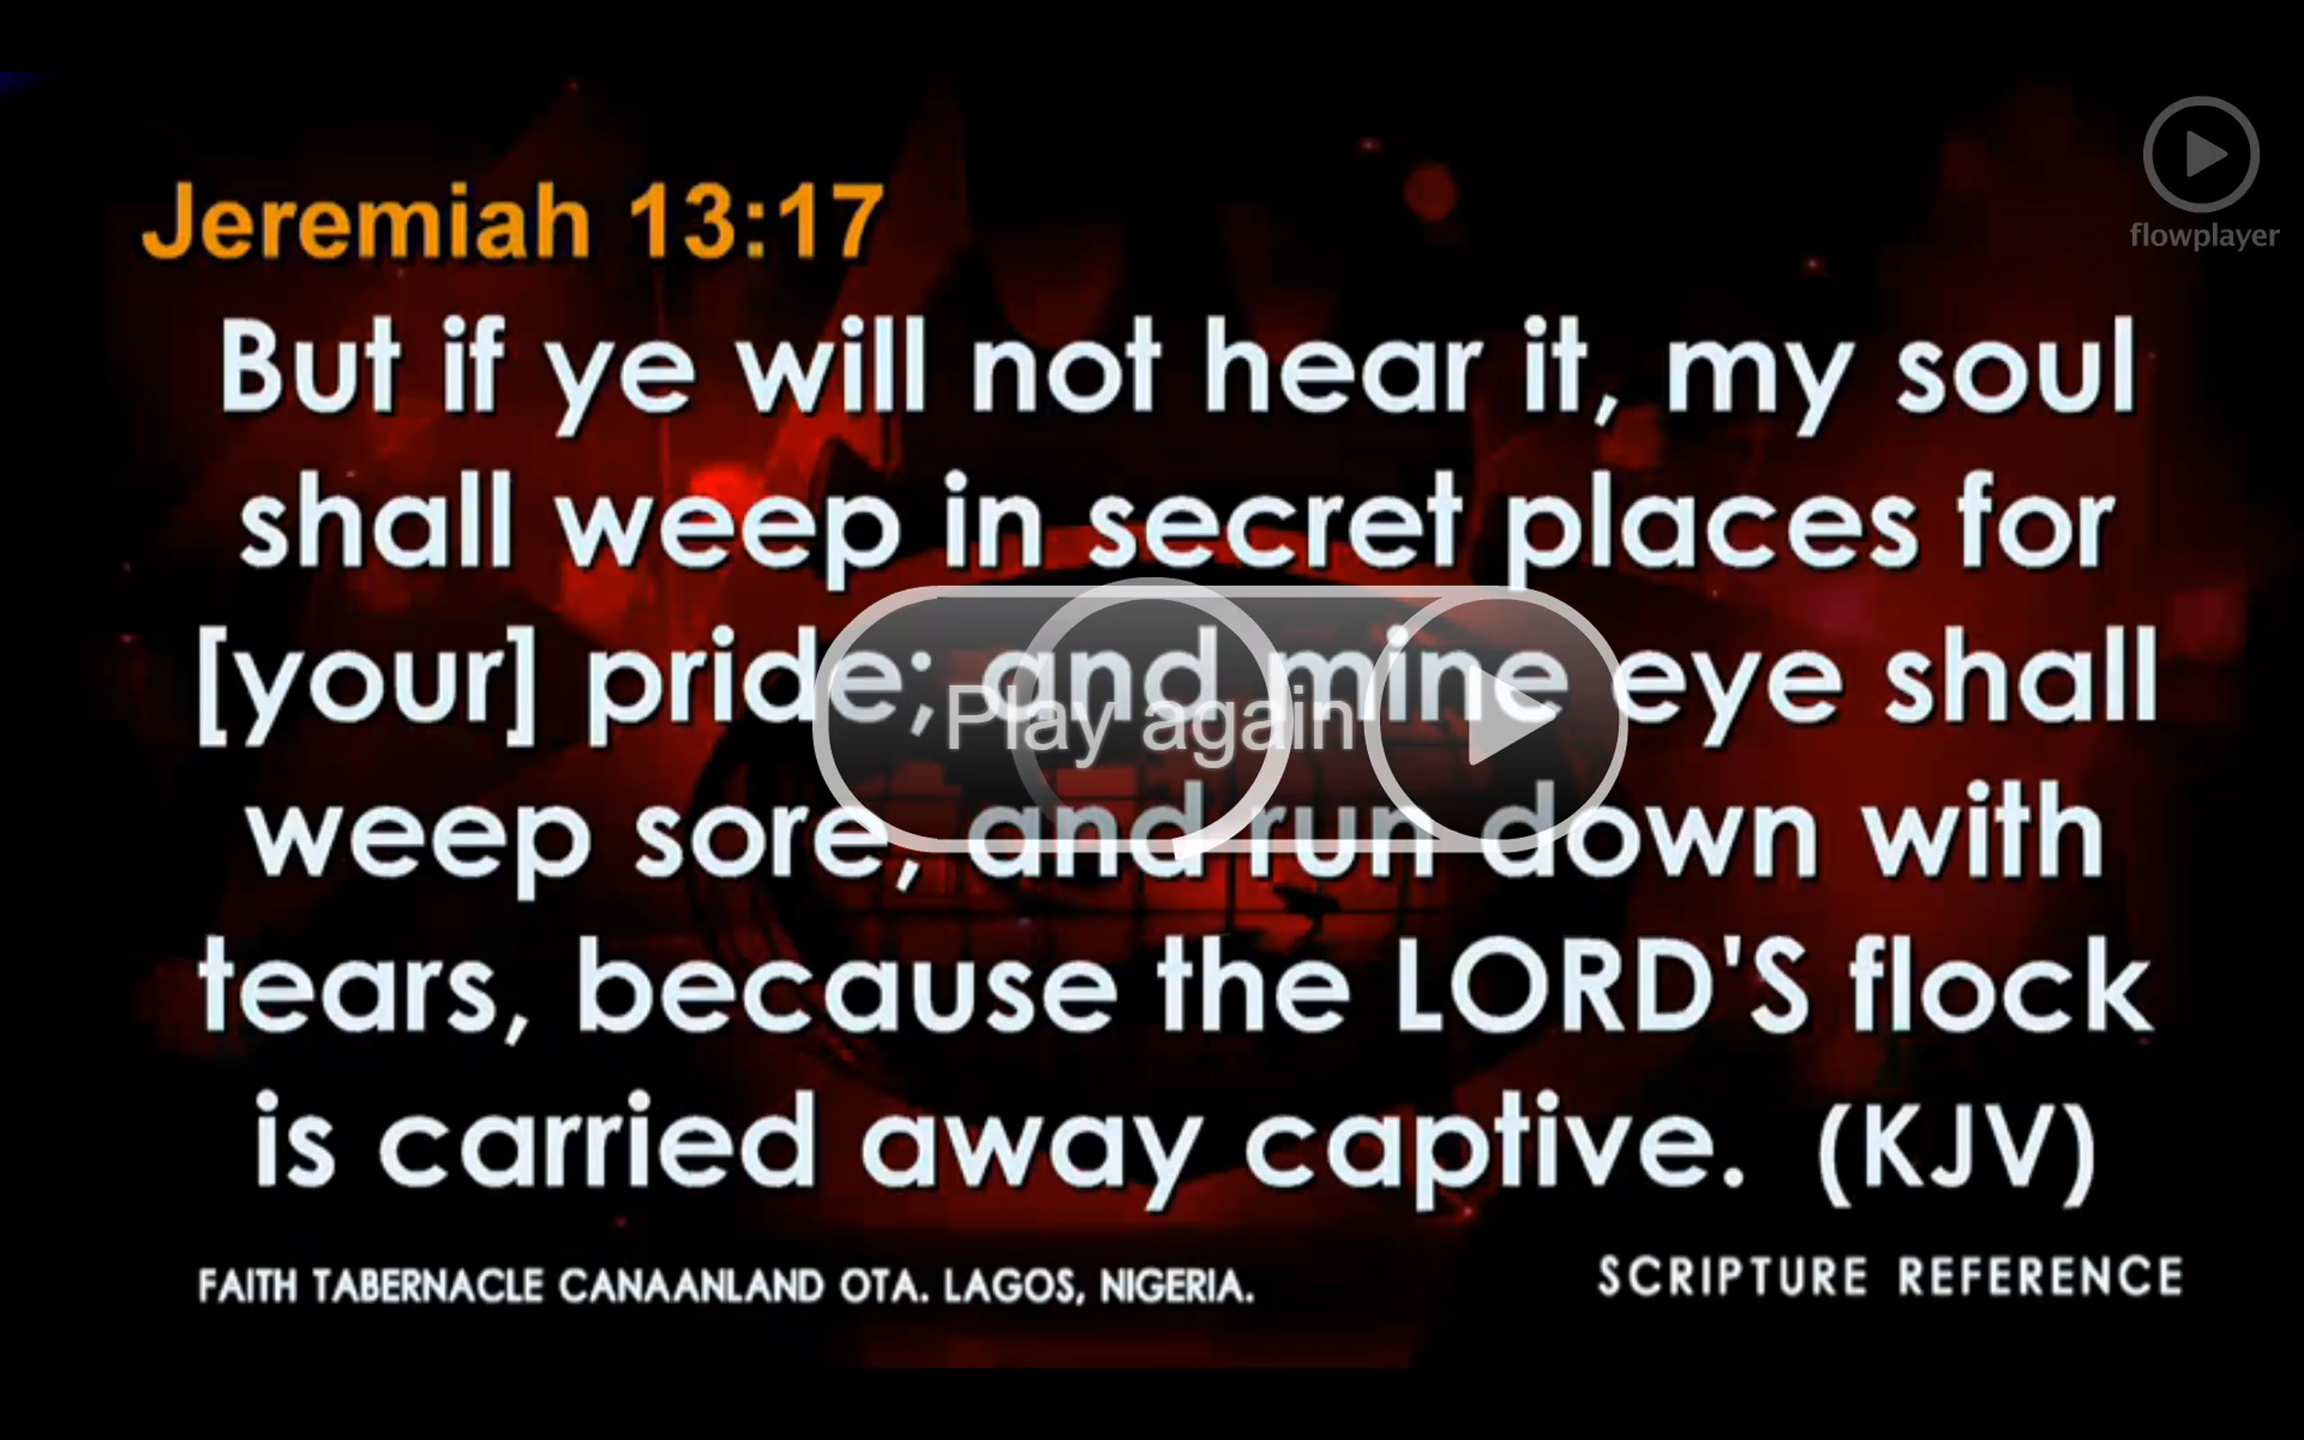 flowplayer
Jeremiah 13:17
But if ye will not hear it, my soul
shall weep in secret places for
[your] pride; and mine eye shall
weep sore, and run down with
tears, because the LORD'S flock
is carried away captive. (KJV)
Play again
FAITH TABERNACLE CANAANLAND OTA. LAGOS, NIGERIA.
SCRIPTURE REFERENCE